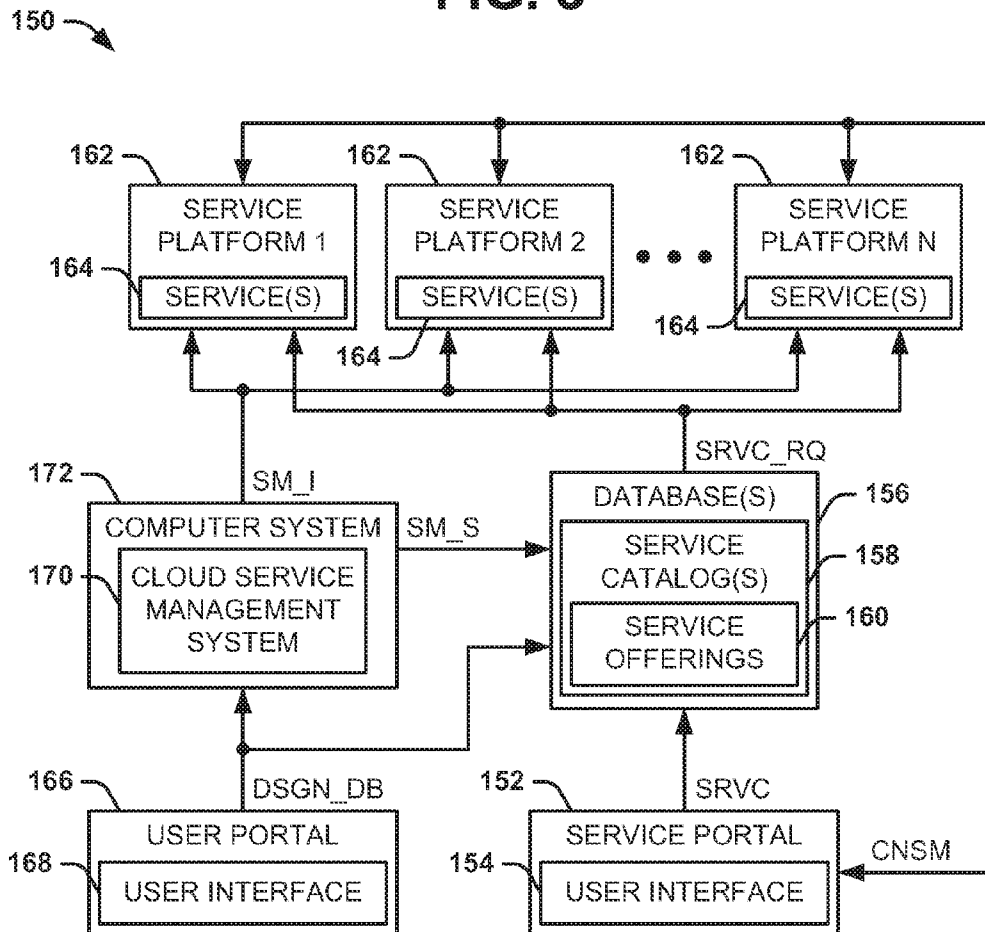 150
162
162
162
SERVICE
PLATFORM 1
SERVICE
PLATFORM 2
SERVICE
PLATFORM N
164
SERVICE(S)
SERVICE(S)
SERVICE(S)
164
164
SRVC_RQ
172
SM_I
DATABASE(S)
156
COMPUTER SYSTEM
SM_S
SERVICE
CATALOG(S)
158
170
CLOUD SERVICE
MANAGEMENT
SYSTEM
SERVICE
OFFERINGS
160
166
DSGN_DB
152
SRVC
USER PORTAL
SERVICE PORTAL
CNSM
168
USER INTERFACE
154
USER INTERFACE